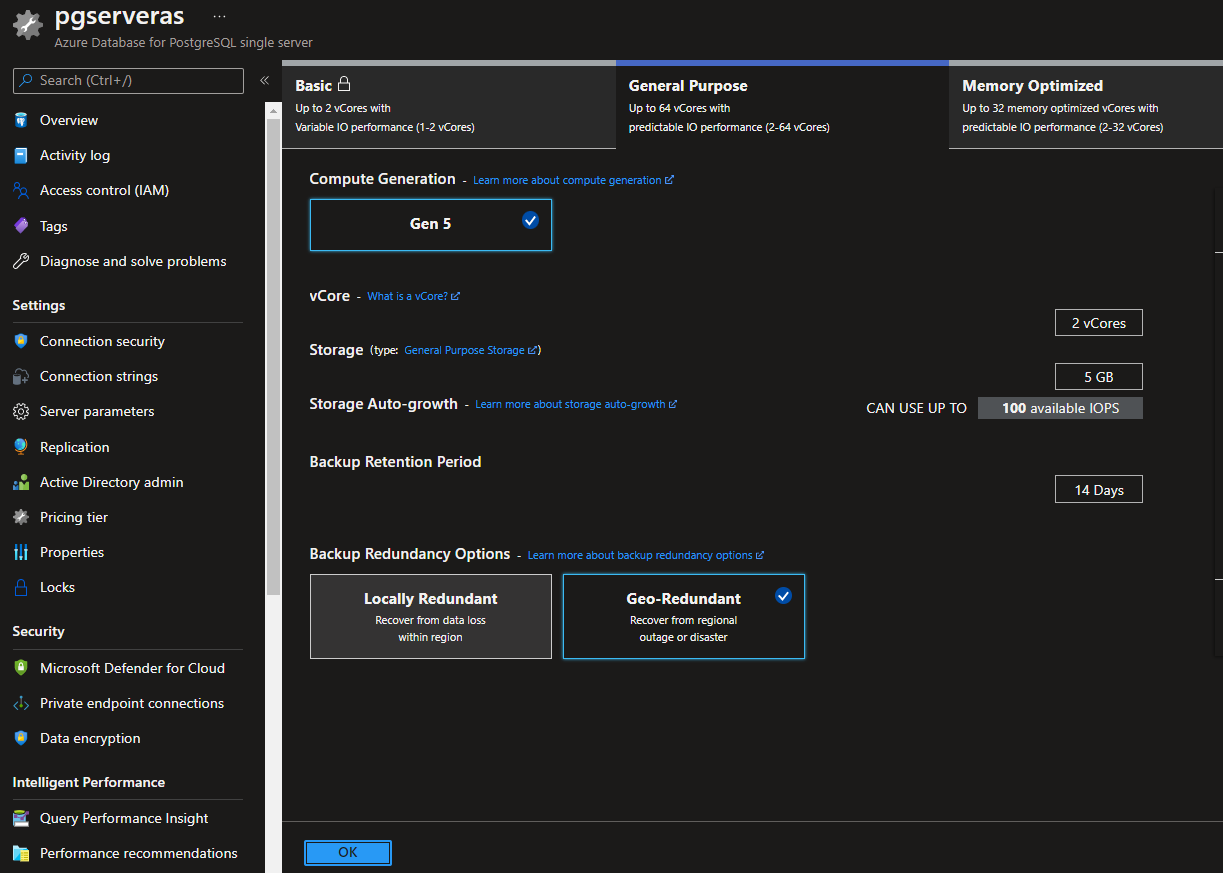 pgserveras ...
Azure Database for PostgreSQL single server
Search (Ctrl+/)
«
Overview
Activity log
Access control (IAM)
Tags
Diagnose and solve problems
Settings
Connection security
Connection strings
Server parameters
Replication
Active Directory admin
Pricing tier
Properties
Locks
Security
Microsoft Defender for Cloud
Private endpoint connections
Data encryption
Intelligent Performance
Query Performance Insight
Performance recommendations
Basic
Up to 2 vCores with
Variable IO performance (1-2 vCores)
General Purpose
Up to 64 vCores with
predictable IO performance (2-64 vCores)
Memory Optimized
Up to 32 memory optimized vCores with
predictable IO performance (2-32 vCores)
Compute Generation - Learn more about compute generation
Gen 5
vCore - What is a vCore?
2 vCores
Storage (type: General Purpose Storage)
5 GB
Storage Auto-growth - Learn more about storage auto-growth
CAN USE UP TO 100 available IOPS
Backup Retention Period
14 Days
Backup Redundancy Options - Learn more about backup redundancy options
Locally Redundant
Recover from data loss
within region
Geo-Redundant
Recover from regional
outage or disaster
OK